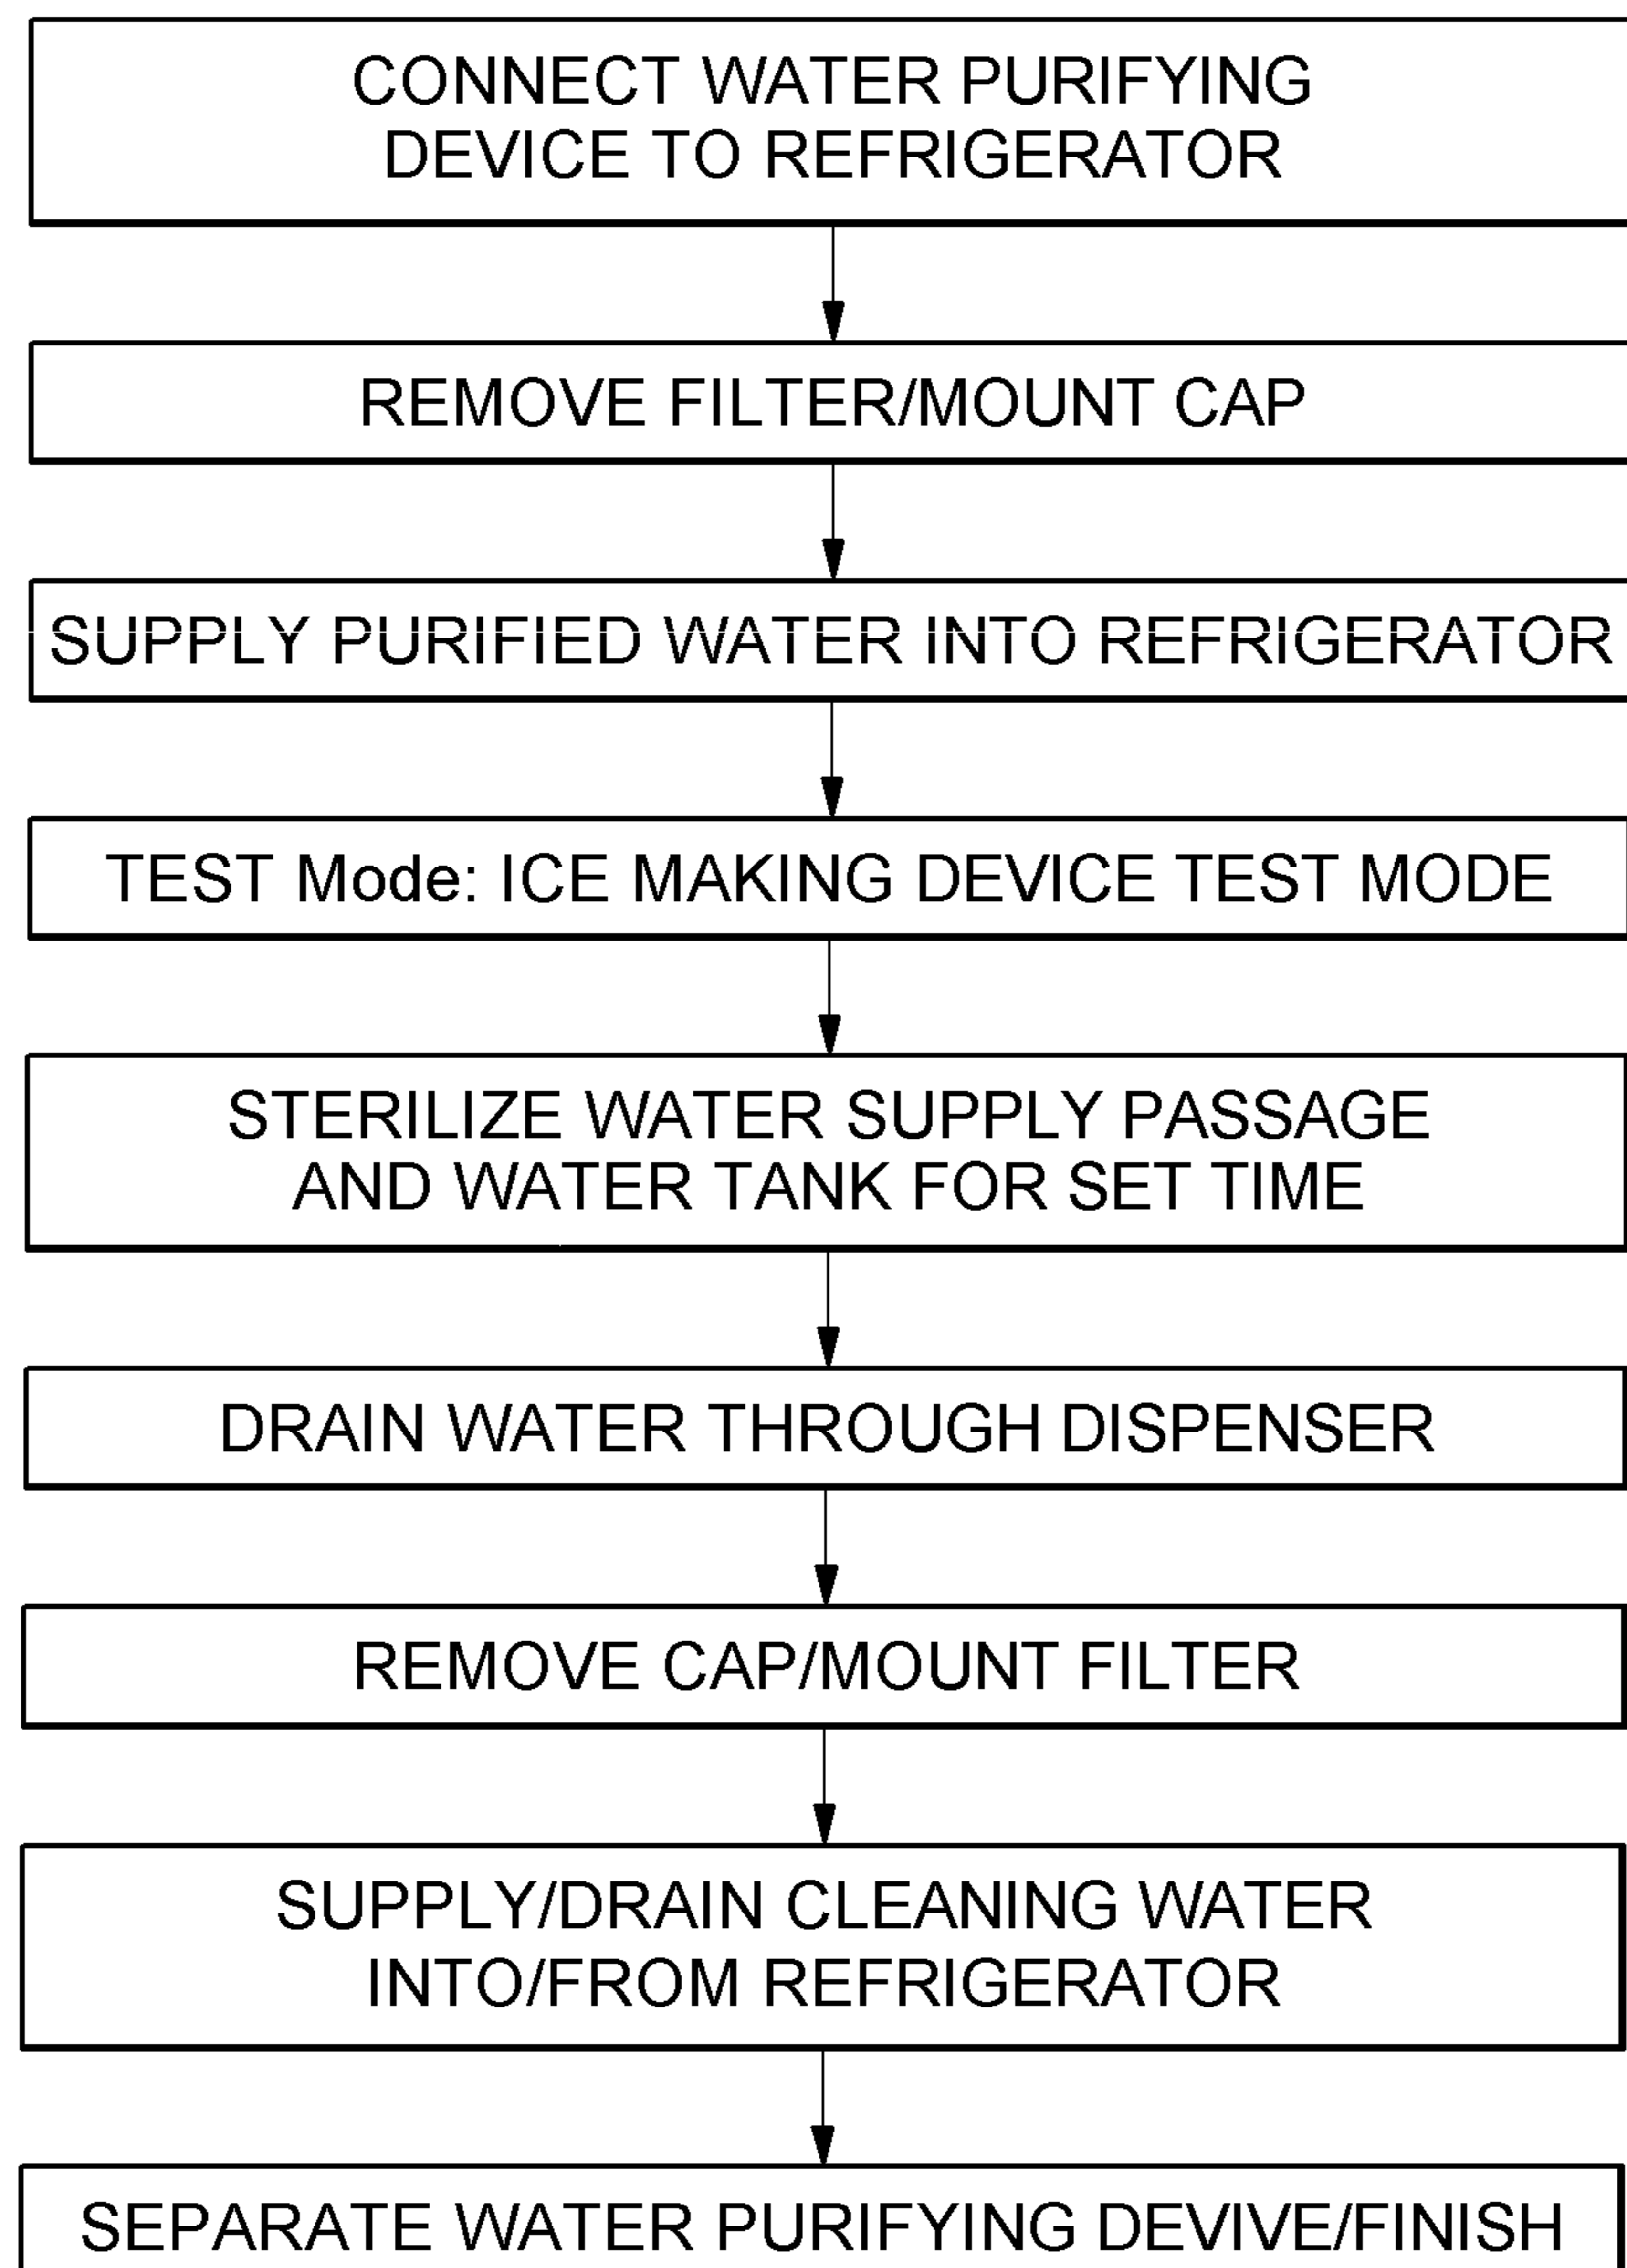 CONNECT WATER PURIFYING
DEVICE TO REFRIGERATOR
REMOVE FILTER/MOUNT CAP
SUPPLY PURIFIED WATER INTO REFRIGERATOR
TEST Mode: ICE MAKING DEVICE TEST MODE
STERILIZE WATER SUPPLY PASSAGE
AND WATER TANK FOR SET TIME
DRAIN WATER THROUGH DISPENSER
REMOVE CAP/MOUNT FILTER
SUPPLY/DRAIN CLEANING WATER
INTO/FROM REFRIGERATOR
SEPARATE WATER PURIFYING DEVIVE/FINISH